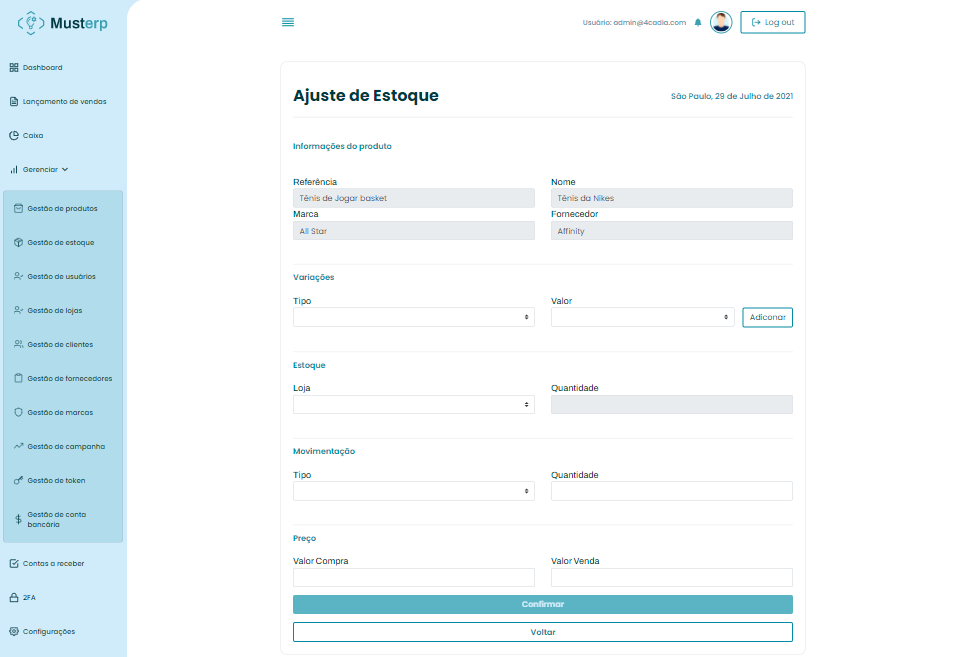 Musterp
Dashboard
Lançamento de vendas
Caixa
Gerenciar
Gestão de produtos
Gestão de estoque
Gestão de usuários
Gestão de lojas
Gestão de clientes
Gestão de fornecedores
Gestão de marcas
Gestão de campanha
Gestão de token
Gestão de conta
bancária
Contas a receber
2FA
Configurações
Usuário: admin@4cadia.com
Log out
Ajuste de Estoque
São Paulo, 29 de Julho de 2021
Informações do produto
Referência Nome
Tênis de Jogar basket Tênis da Nikes
Marca Fornecedor
All Star Affinity
Variações
Tipo Valor
Adiconar
Estoque
Loja Quantidade
Movimentação
Tipo Quantidade
Preço
Valor Compra Valor Venda
Confirmar
Voltar